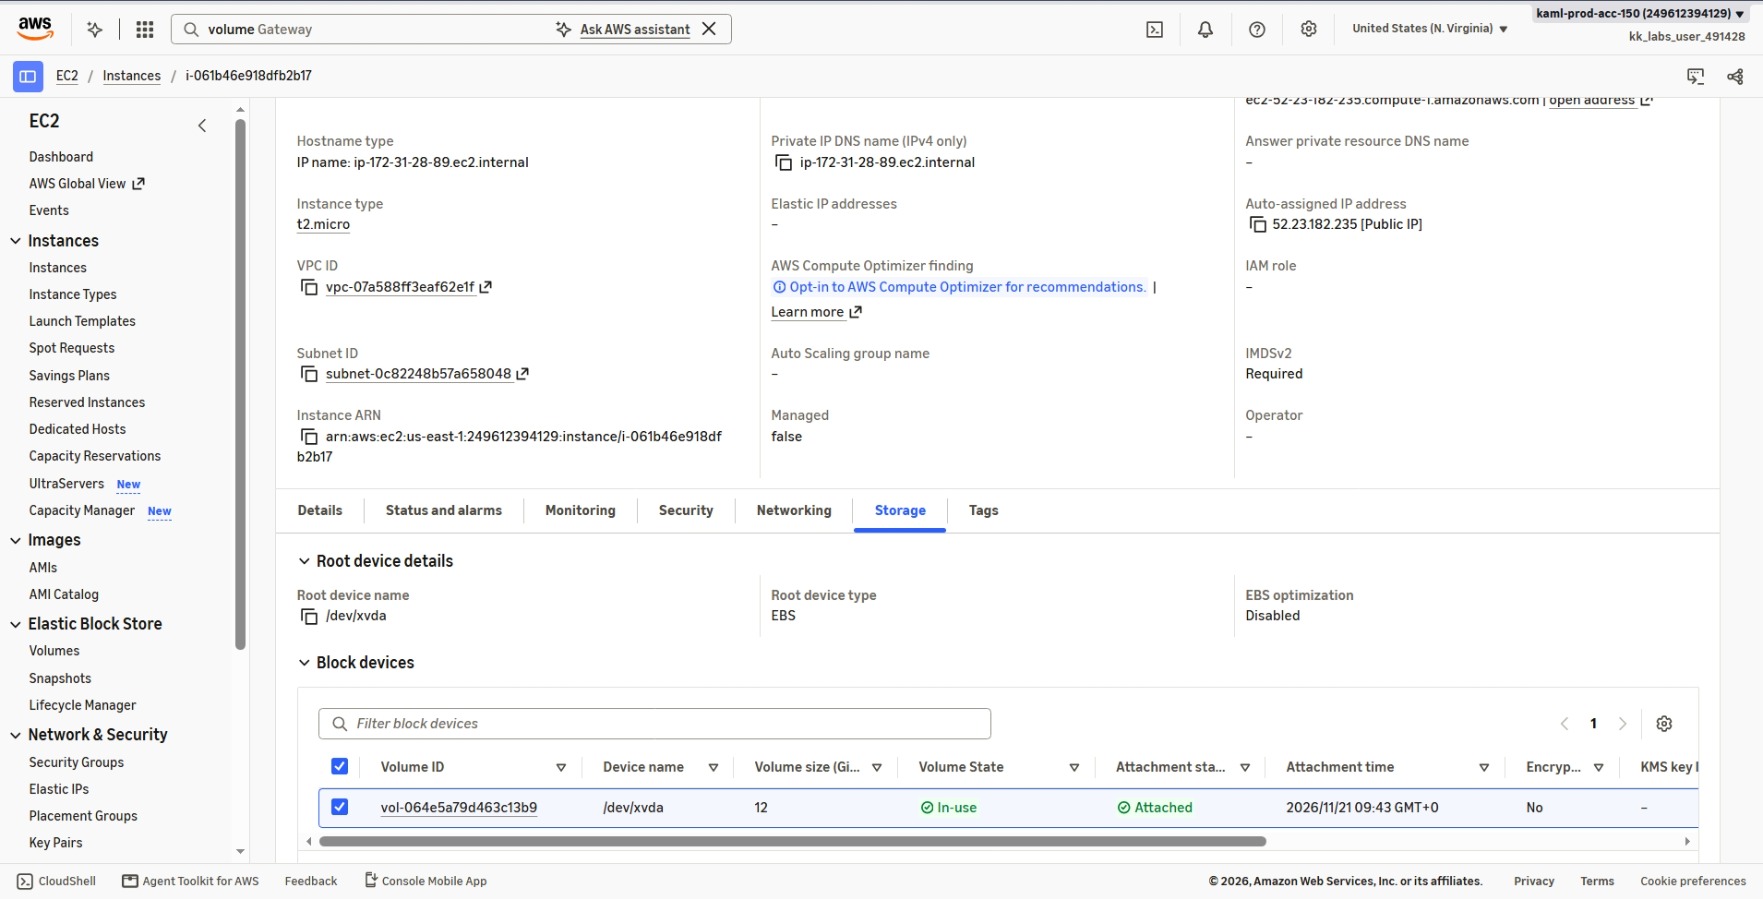 aws
volume Gateway
Ask AWS assistant
United States (N. Virginia)
kaml-prod-acc-150 (249612394129)
kk_labs_user_491428
EC2 / Instances / i-061b46e918dfb2b17
EC2
Dashboard
AWS Global View
Events
Instances
Instances
Instance Types
Launch Templates
Spot Requests
Savings Plans
Reserved Instances
Dedicated Hosts
Capacity Reservations
UltraServers New
Capacity Manager New
Images
AMIs
AMI Catalog
Elastic Block Store
Volumes
Snapshots
Lifecycle Manager
Network & Security
Security Groups
Elastic IPs
Placement Groups
Key Pairs
ec2-52-23-182-235.compute-1.amazonaws.com | open address
Hostname type
IP name: ip-172-31-28-89.ec2.internal
Private IP DNS name (IPv4 only)
ip-172-31-28-89.ec2.internal
Answer private resource DNS name
–
Instance type
t2.micro
Elastic IP addresses
–
Auto-assigned IP address
52.23.182.235 [Public IP]
VPC ID
vpc-07a588ff3eaf62e1f
AWS Compute Optimizer finding
Opt-in to AWS Compute Optimizer for recommendations. |
Learn more
IAM role
–
Subnet ID
subnet-0c82248b57a658048
Auto Scaling group name
–
IMDSv2
Required
Instance ARN
arn:aws:ec2:us-east-1:249612394129:instance/i-061b46e918df
b2b17
Managed
false
Operator
–
Details
Status and alarms
Monitoring
Security
Networking
Storage
Tags
Root device details
Root device name
/dev/xvda
Root device type
EBS
EBS optimization
Disabled
Block devices
Filter block devices
1
Volume ID Device name Volume size (Gi... Volume State Attachment sta... Attachment time Encryp... KMS key
vol-064e5a79d463c13b9 /dev/xvda 12 In-use Attached 2026/11/21 09:43 GMT+0 No –
CloudShell Agent Toolkit for AWS Feedback Console Mobile App © 2026, Amazon Web Services, Inc. or its affiliates. Privacy Terms Cookie preferences